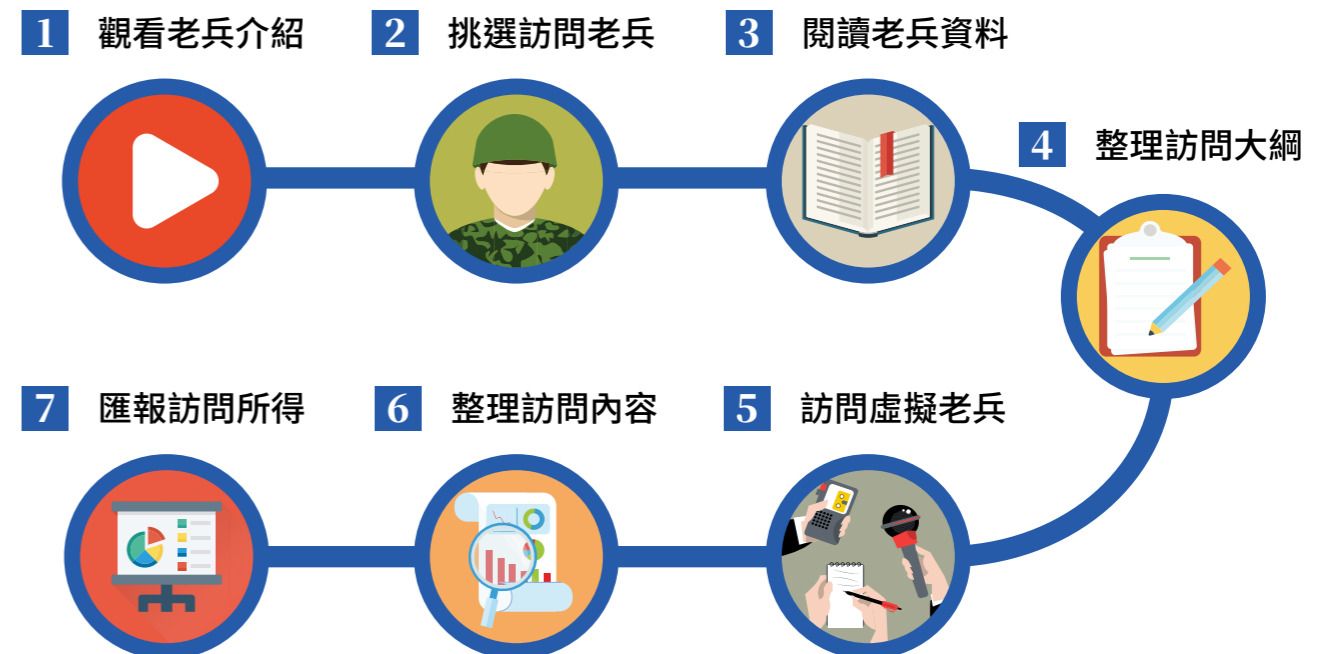 1 觀看老兵介紹
2 挑選訪問老兵
3 閱讀老兵資料
4 整理訪問大綱
5 訪問虛擬老兵
6 整理訪問內容
7 匯報訪問所得